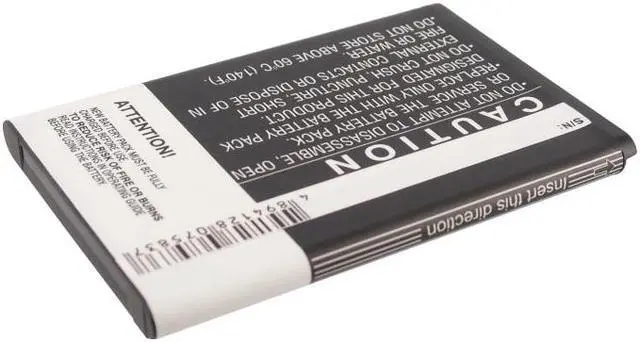 CAUTION
DO NOT ATTEMPT TO DISASSEMBLE, OPEN
OR SERVICE THE BATTERY PACK.
•REPLACE ONLY WITH THIS PRODUCT
DESIGNATED.
•DO NOT CRUSH, PUNCTURE, SHORT
EXTERNAL CONTACTS OR DISPOSE OF IN
FIRE OR WATER.
•DO NOT STORE ABOVE 60°C (140°F).
S/N:
ATTENTION!
NEW BATTERY PACK MUST BE FULLY
CHARGED BEFORE FOR USE.
TO REDUCE RISK OF FIRE OR BURNS
READ INSTRUCTIONS IN OPERATING GUIDE
BEFORE USING THE BATTERY
4894128075837
Insert this direction